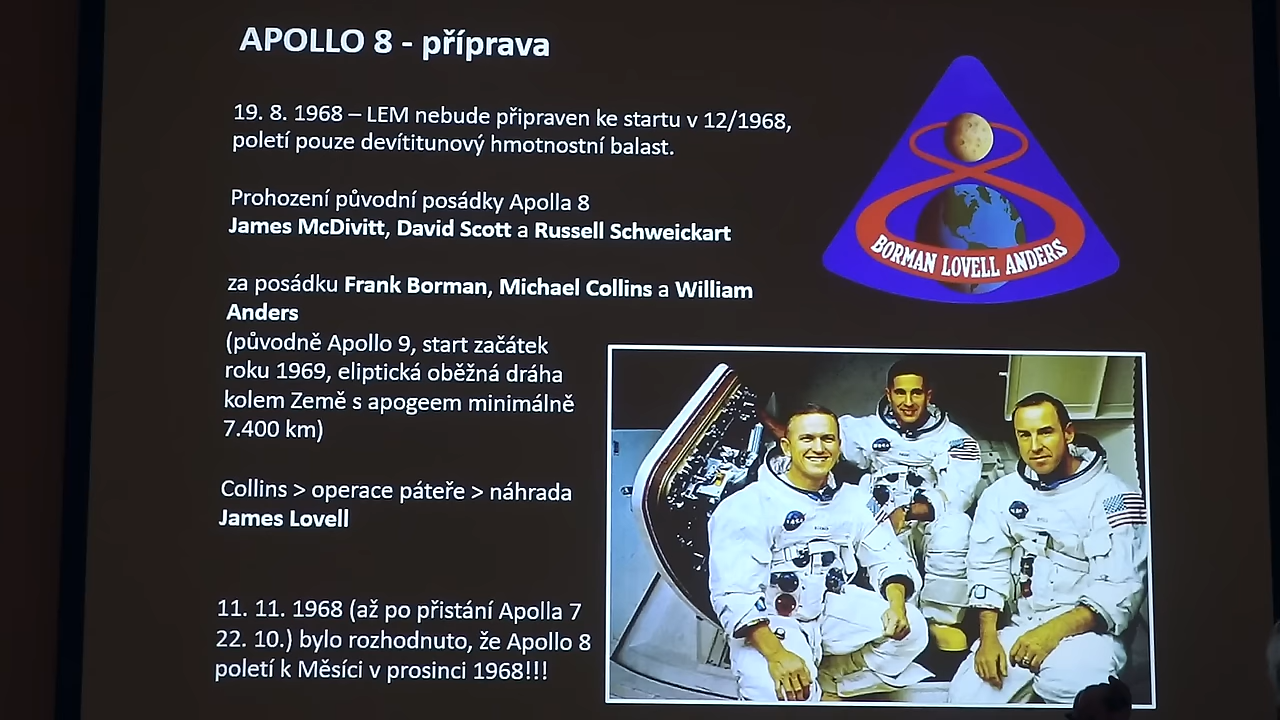 APOLLO 8 - příprava
19. 8. 1968 – LEM nebude připraven ke startu v 12/1968,
poletí pouze devítitunový hmotnostní balast.
Prohození původní posádky Apolla 8
James McDivitt, David Scott a Russell Schweickart
za posádku Frank Borman, Michael Collins a William
Anders
(původně Apollo 9, start začátek
roku 1969, eliptická oběžná dráha
kolem Země s apogeem minimálně
7.400 km)
Collins > operace páteře > náhrada
James Lovell
11. 11. 1968 (až po přistání Apolla 7
22. 10.) bylo rozhodnuto, že Apollo 8
poletí k Měsíci v prosinci 1968!!!
BORMAN LOVELL ANDERS
NASA